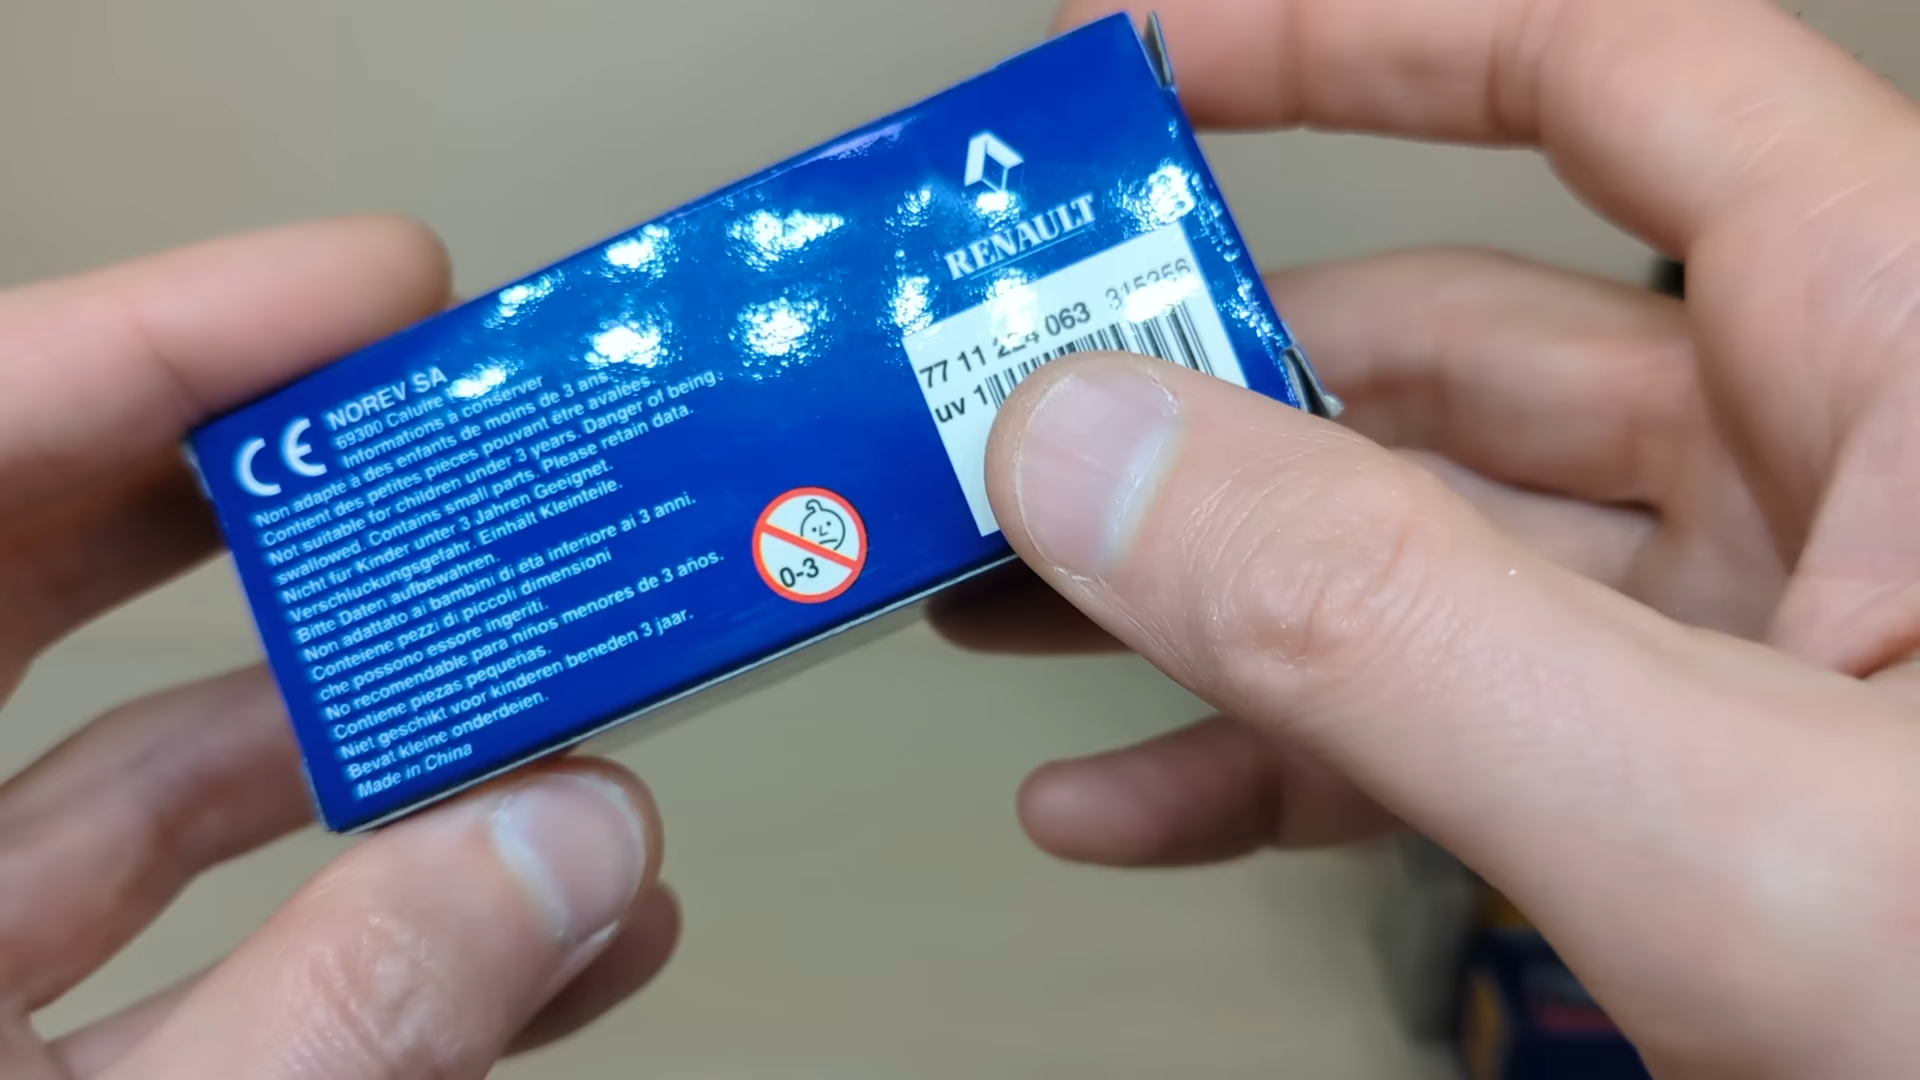 NOREV SA
69300 Caluire
Informations à conserver
Non adapté à des enfants de moins de 3 ans.
Contient des petites pieces pouvant être avalées.
Not suitable for children under 3 years. Danger of being
swallowed. Contains small parts. Please retain data.
Nicht für Kinder unter 3 Jahren Geeignet.
Verschluckungsgefahr. Einhalt Kleinteile.
Bitte Daten aufbewahren.
Non adattato ai bambini di età inferiore ai 3 anni.
Conteiene pezzi di piccoli dimensioni
che possono essore ingeriti.
No recomendable para niños menores de 3 años.
Contiene piezas pequeñas.
Niet geschikt voor kinderen beneden 3 jaar.
Bevat kleine onderdeien.
Made in China
0-3
RENAULT
77 11 224 063 315356
uv 1